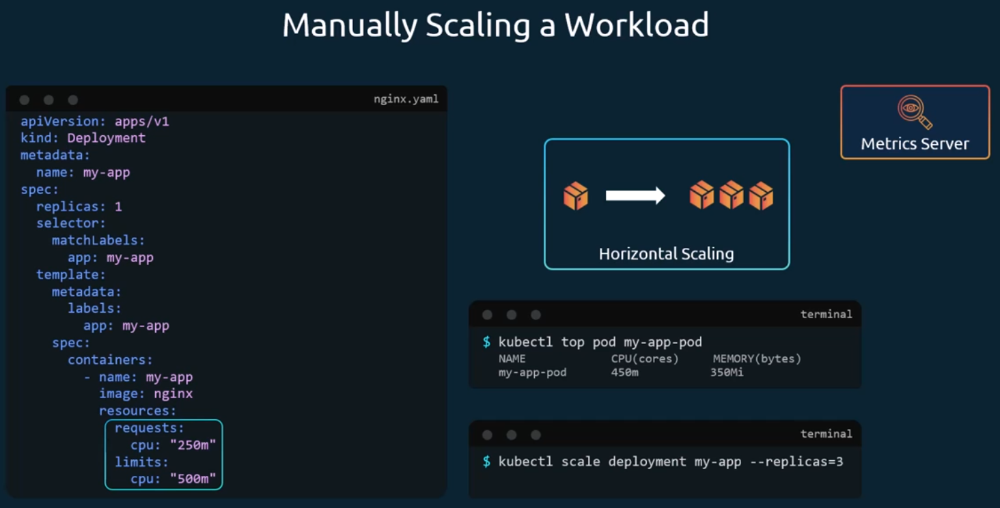 Manually Scaling a Workload
nginx.yaml
apiVersion: apps/v1
kind: Deployment
metadata:
  name: my-app
spec:
  replicas: 1
  selector:
    matchLabels:
      app: my-app
  template:
    metadata:
      labels:
        app: my-app
    spec:
      containers:
        - name: my-app
          image: nginx
          resources:
            requests:
              cpu: "250m"
            limits:
              cpu: "500m"
Metrics Server
Horizontal Scaling
terminal
$ kubectl top pod my-app-pod
NAME CPU(cores) MEMORY(bytes)
my-app-pod 450m 350Mi
terminal
$ kubectl scale deployment my-app --replicas=3